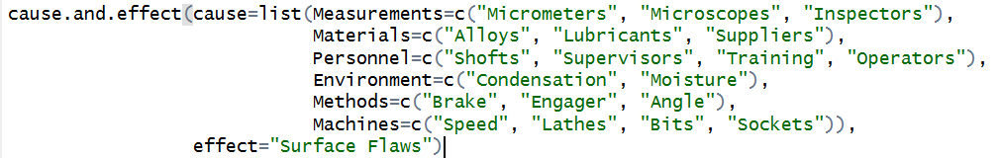 cause.and.effect(cause=list(Measurements=c("Micrometers", "Microscopes", "Inspectors"),
Materials=c("Alloys", "Lubricants", "Suppliers"),
Personnel=c("Shofts", "Supervisors", "Training", "Operators"),
Environment=c("Condensation", "Moisture"),
Methods=c("Brake", "Engager", "Angle"),
Machines=c("Speed", "Lathes", "Bits", "Sockets")),
effect="Surface Flaws")